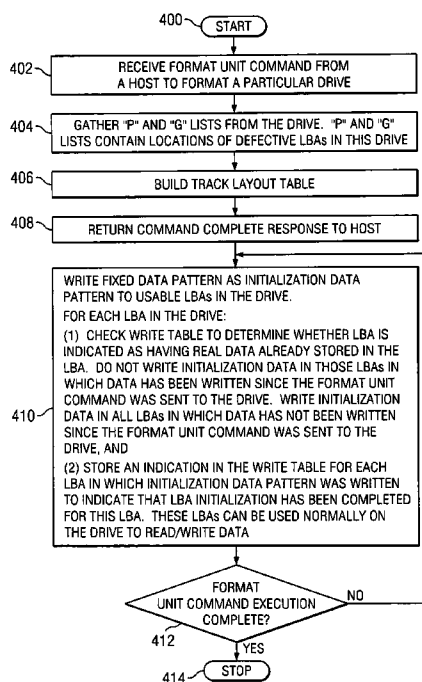 400
START
402
RECEIVE FORMAT UNIT COMMAND FROM
A HOST TO FORMAT A PARTICULAR DRIVE
404
GATHER "P" AND "G" LISTS FROM THE DRIVE. "P" AND "G"
LISTS CONTAIN LOCATIONS OF DEFECTIVE LBAs IN THIS DRIVE
406
BUILD TRACK LAYOUT TABLE
408
RETURN COMMAND COMPLETE RESPONSE TO HOST
410
WRITE FIXED DATA PATTERN AS INITIALIZATION DATA
PATTERN TO USABLE LBAs IN THE DRIVE.
FOR EACH LBA IN THE DRIVE:
(1) CHECK WRITE TABLE TO DETERMINE WHETHER LBA IS
INDICATED AS HAVING REAL DATA ALREADY STORED IN THE
LBA. DO NOT WRITE INITIALIZATION DATA IN THOSE LBAs IN
WHICH DATA HAS BEEN WRITTEN SINCE THE FORMAT UNIT
COMMAND WAS SENT TO THE DRIVE. WRITE INITIALIZATION
DATA IN ALL LBAs IN WHICH DATA HAS NOT BEEN WRITTEN
SINCE THE FORMAT UNIT COMMAND WAS SENT TO THE
DRIVE, AND
(2) STORE AN INDICATION IN THE WRITE TABLE FOR EACH
LBA IN WHICH INITIALIZATION DATA PATTERN WAS WRITTEN
TO INDICATE THAT LBA INITIALIZATION HAS BEEN COMPLETED
FOR THIS LBA. THESE LBAs CAN BE USED NORMALLY ON
THE DRIVE TO READ/WRITE DATA
FORMAT
UNIT COMMAND EXECUTION
COMPLETE?
NO
412
YES
STOP
414